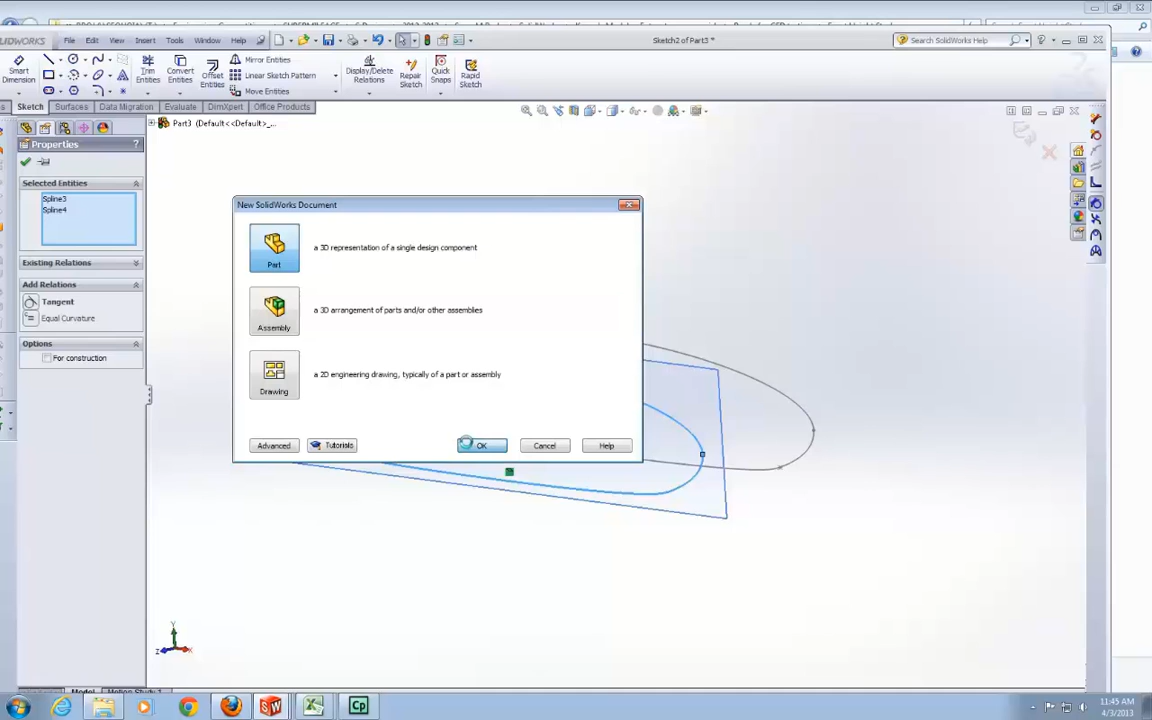 SOLIDWORKS File Edit View Insert Tools Window Help
Sketch2 of Part3 *
Search SolidWorks Help
Smart Dimension
Trim Entities
Convert Entities
Offset Entities
Mirror Entities
Linear Sketch Pattern
Move Entities
Display/Delete Relations
Repair Sketch
Quick Snaps
Rapid Sketch
Sketch Surfaces Data Migration Evaluate DimXpert Office Products
Part3 (Default<<Default>_...
Properties ?
Selected Entities
Spline3
Spline4
Existing Relations
Add Relations
Tangent
Equal Curvature
Options
For construction
New SolidWorks Document
Part
a 3D representation of a single design component
Assembly
a 3D arrangement of parts and/or other assemblies
Drawing
a 2D engineering drawing, typically of a part or assembly
Advanced Tutorials OK Cancel Help
Y
Z X
Model Motion Study 1
SW Cp
11:45 AM
4/3/2013